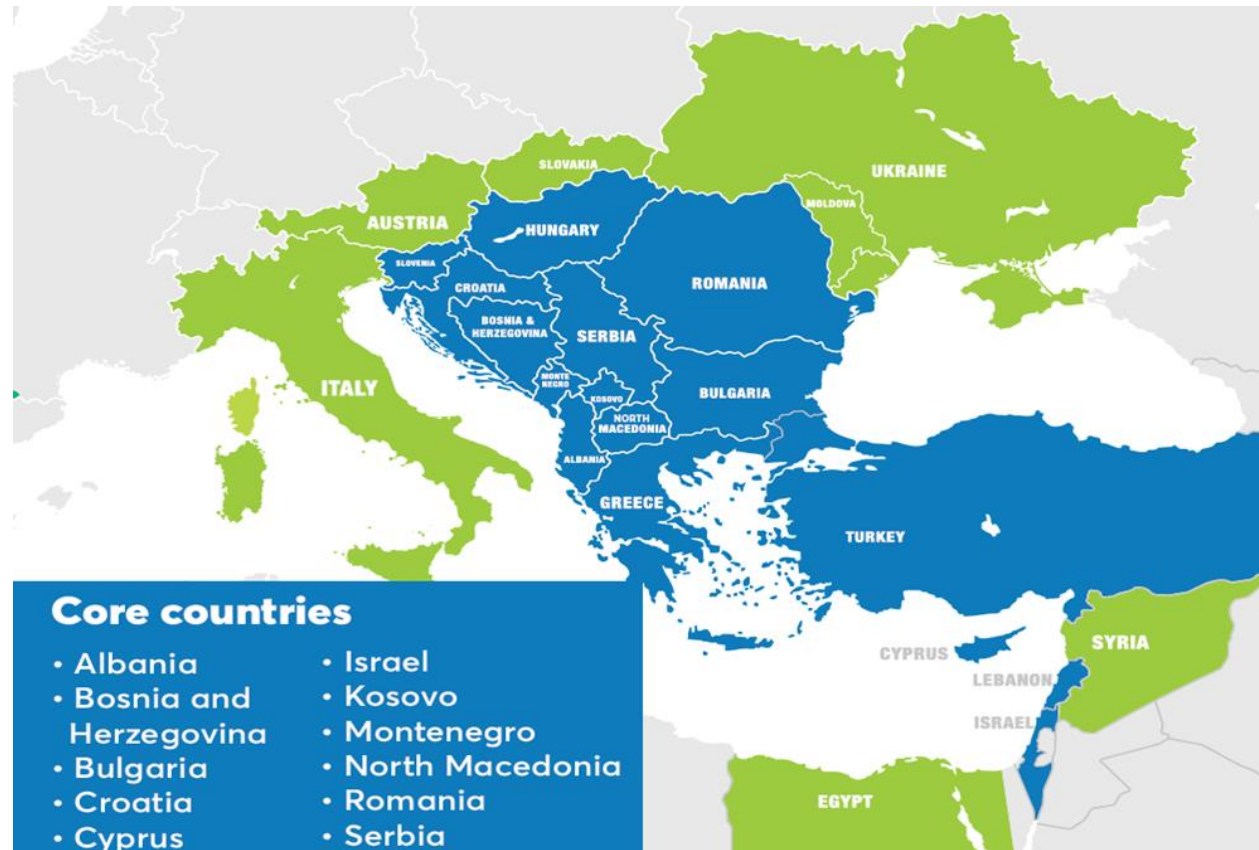 SLOVAKIA
UKRAINE
MOLDOVA
AUSTRIA
HUNGARY
SLOVENIA
ROMANIA
CROATIA
BOSNIA &
HERZEGOVINA
SERBIA
ITALY
MONTE
NEGRO
KOSOVO
BULGARIA
NORTH
MACEDONIA
ALBANIA
GREECE
TURKEY
SYRIA
CYPRUS
LEBANON
ISRAEL
EGYPT
Core countries
• Albania
• Bosnia and
Herzegovina
• Bulgaria
• Croatia
• Cyprus
• Israel
• Kosovo
• Montenegro
• North Macedonia
• Romania
• Serbia